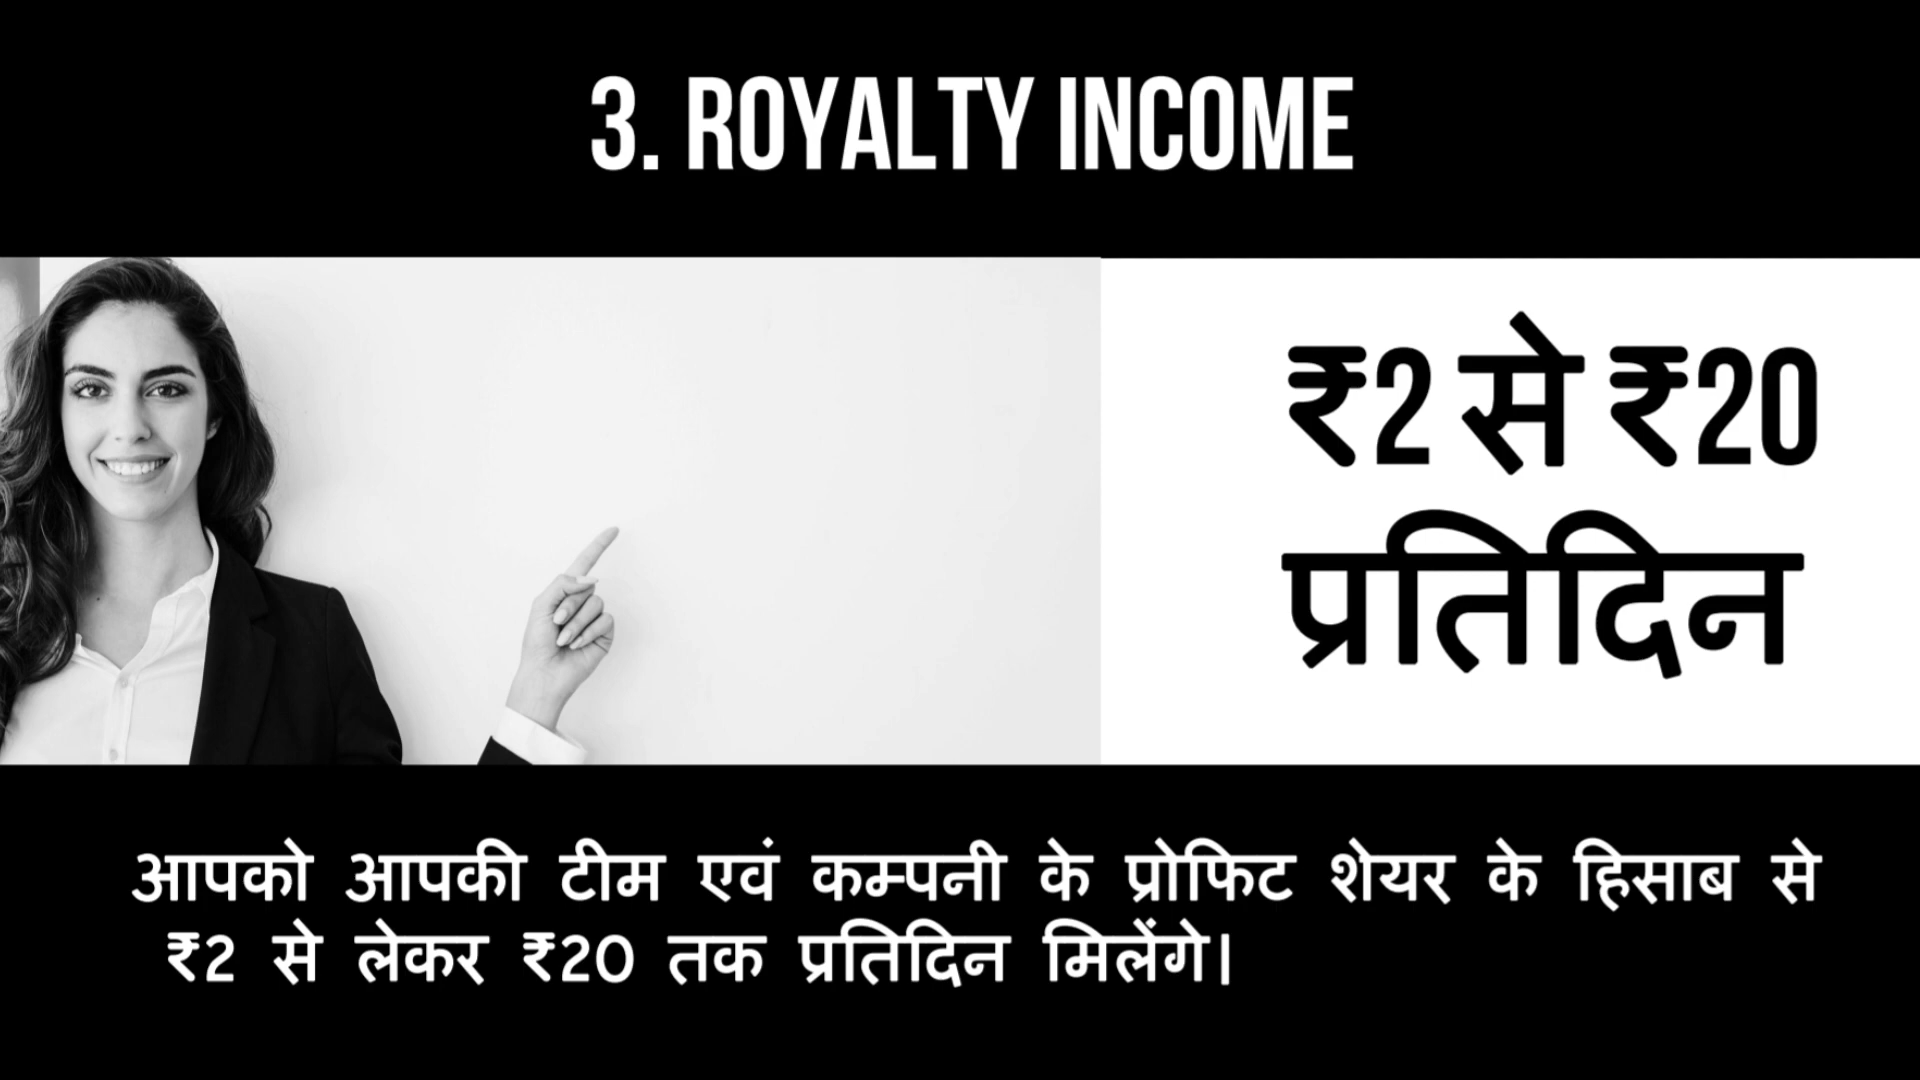 3. ROYALTY INCOME
₹2 से ₹20
प्रतिदिन
आपको आपकी टीम एवं कम्पनी के प्रोफिट शेयर के हिसाब से
₹2 से लेकर ₹20 तक प्रतिदिन मिलेंगे।